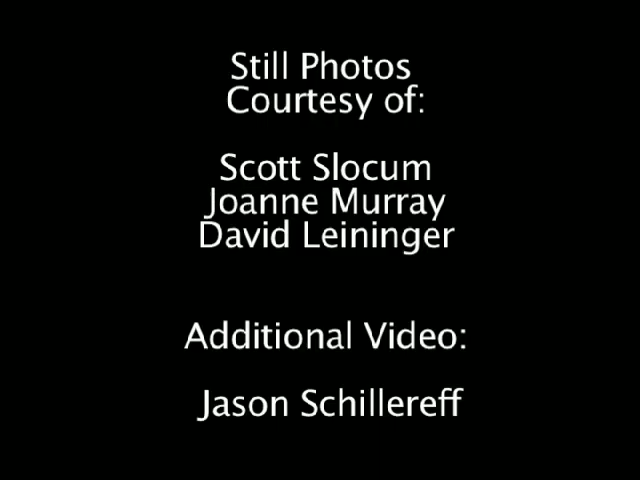 Still Photos
Courtesy of:
Scott Slocum
Joanne Murray
David Leininger
Additional Video:
Jason Schillereff